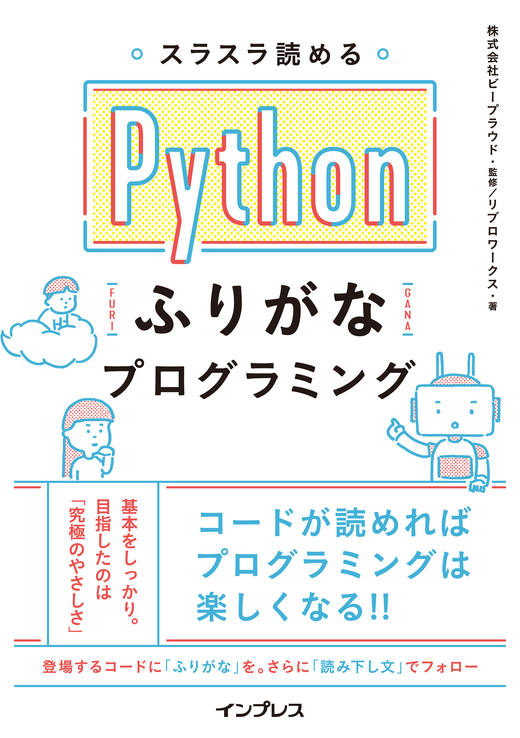 スラスラ読める
Python
FURI
ふりがな
GANA
プログラミング
株式会社ビープラウド・監修/リブロワークス・著
基本をしっかり。
目指したのは
「究極のやさしさ」
コードが読めれば
プログラミングは
楽しくなる!!
登場するコードに「ふりがな」を。さらに「読み下し文」でフォロー
インプレス